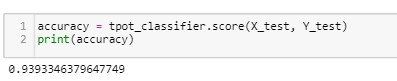 1 accuracy = tpot_classifier.score(X_test, Y_test)
2 print(accuracy)
0.9393346379647749